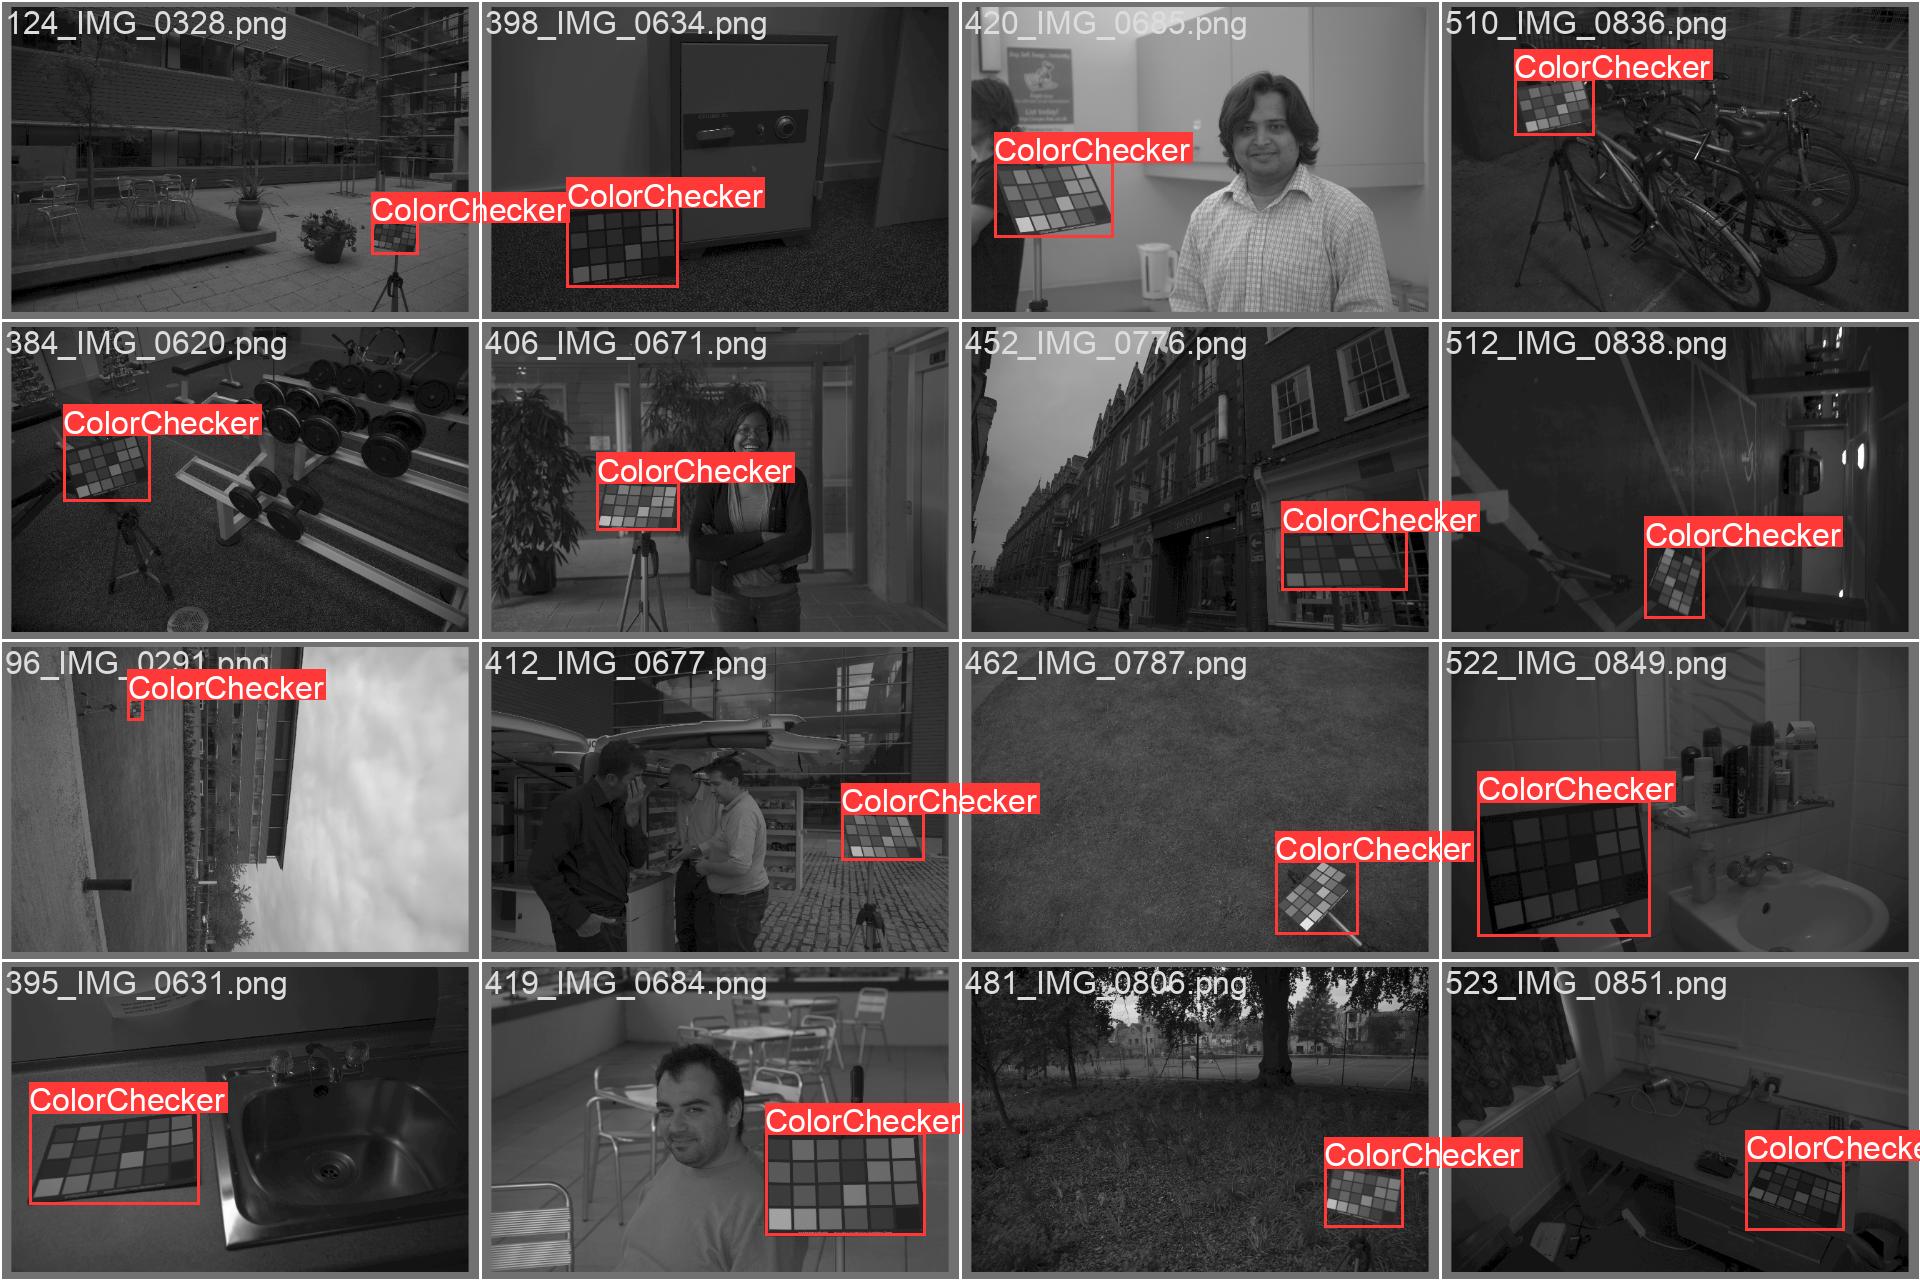 124_IMG_0328.png
398_IMG_0634.png
420_IMG_0685.png
510_IMG_0836.png
ColorChecker
ColorChecker
ColorChecker
ColorChecker
384_IMG_0620.png
406_IMG_0671.png
452_IMG_0776.png
512_IMG_0838.png
ColorChecker
ColorChecker
ColorChecker
ColorChecker
96_IMG_0291.png
412_IMG_0677.png
462_IMG_0787.png
522_IMG_0849.png
ColorChecker
ColorChecker
ColorChecker
ColorChecker
395_IMG_0631.png
419_IMG_0684.png
481_IMG_0806.png
523_IMG_0851.png
ColorChecker
ColorChecker
ColorChecker
ColorChecke